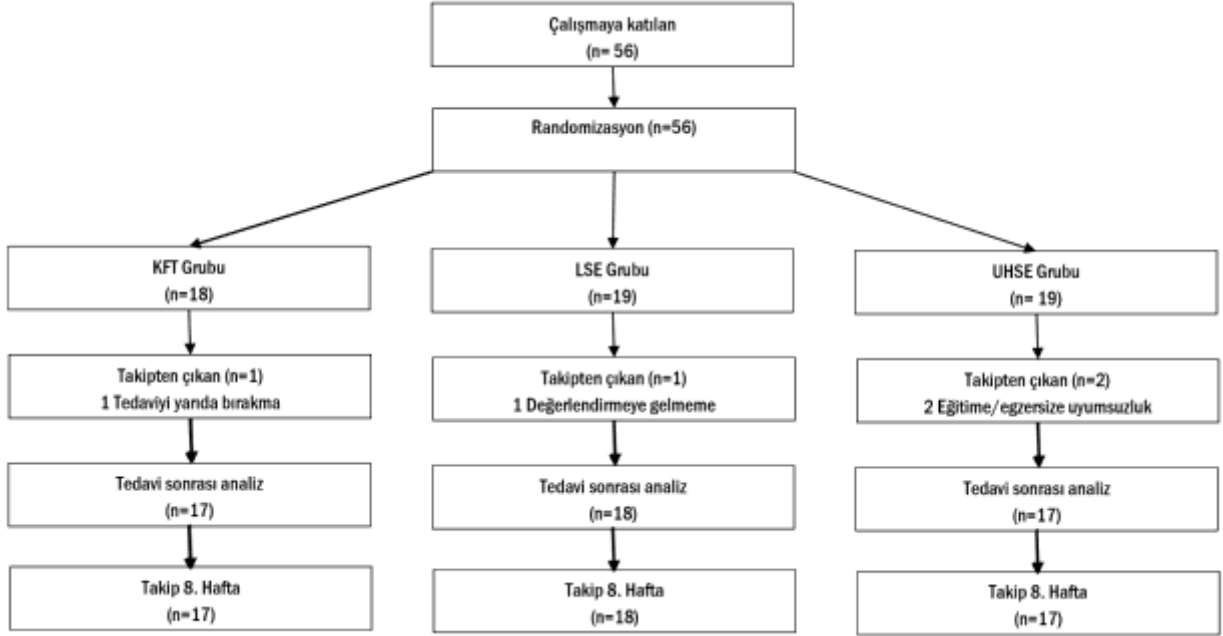 Çalışmaya katılan
(n= 56)
Randomizasyon (n=56)
KFT Grubu
(n=18)
LSE Grubu
(n=19)
UHSE Grubu
(n= 19)
Takipten çıkan (n=1)
1 Tedaviyi yarıda bırakma
Takipten çıkan (n=1)
1 Değerlendirmeye gelmeme
Takipten çıkan (n=2)
2 Eğitime/egzersize uyumsuzluk
Tedavi sonrası analiz
(n=17)
Tedavi sonrası analiz
(n=18)
Tedavi sonrası analiz
(n=17)
Takip 8. Hafta
(n=17)
Takip 8. Hafta
(n=18)
Takip 8. Hafta
(n=17)